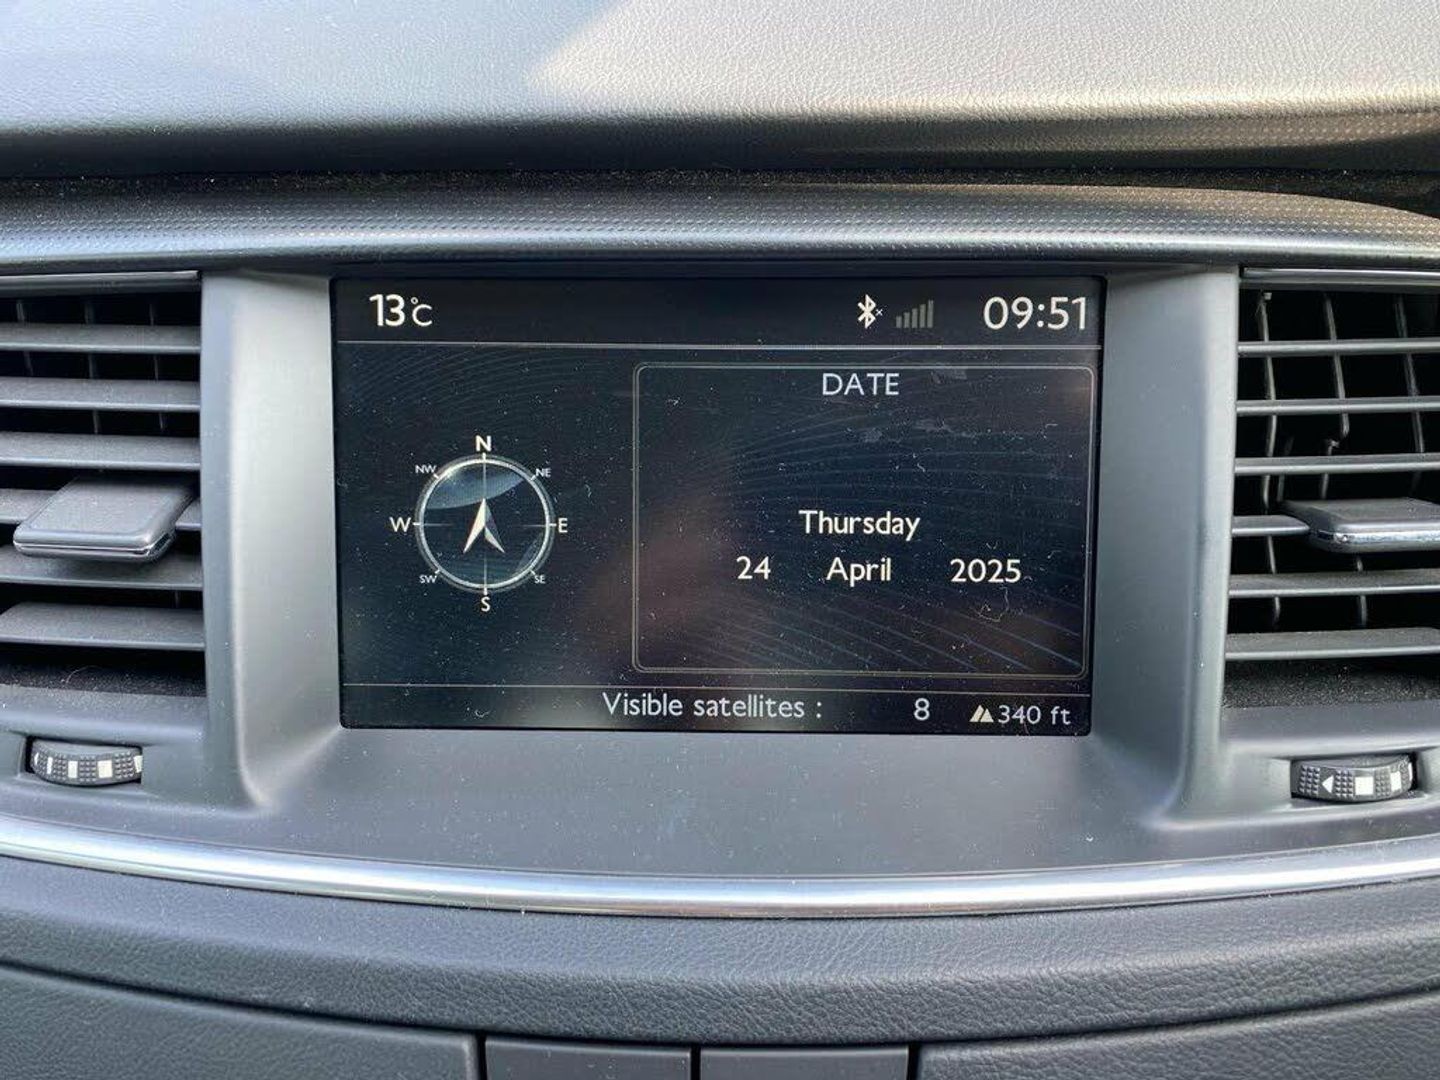 13°C 09:51
DATE
N
NW NE
W E
SW SE
S
Thursday
24 April 2025
Visible satellites : 8 340 ft